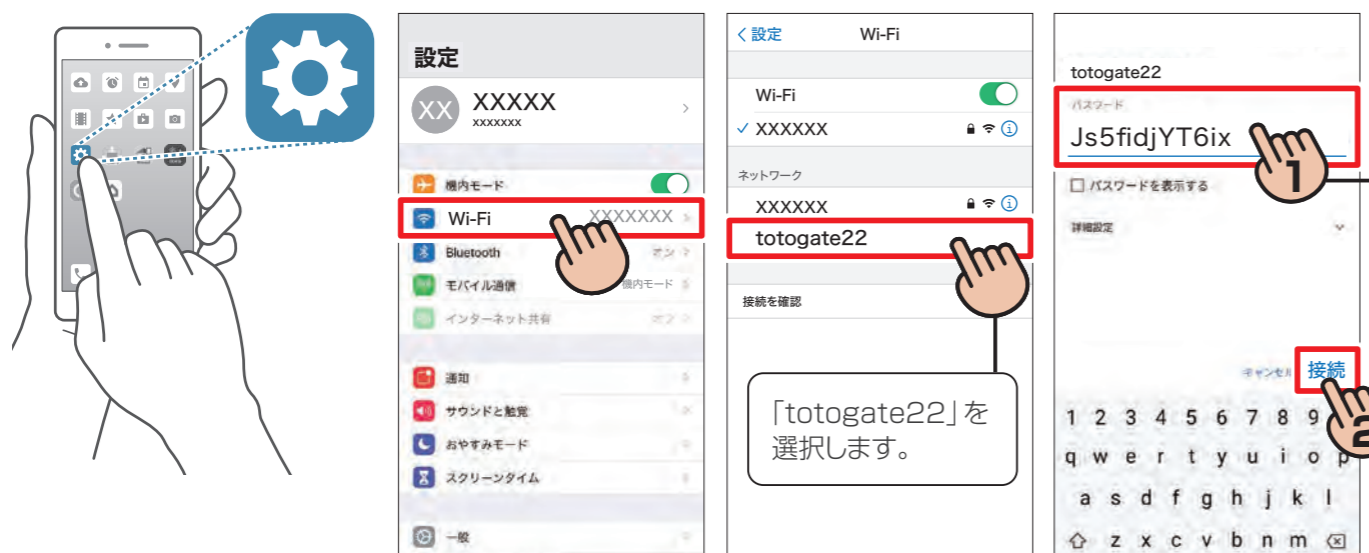 設定
XX
XXXXX
xxxxxxx
機内モード
Wi-Fi XXXXXXXX
Bluetooth オン
モバイル通信 機内モード
インターネット共有 オフ
通知
サウンドと触覚
おやすみモード
スクリーンタイム
一般
設定 Wi-Fi
Wi-Fi
XXXXXX
ネットワーク
XXXXXX
totogate22
接続を確認
「totogate22」を
選択します。
totogate22
パスワード
Js5fidjYT6ix
1
パスワードを表示する
詳細設定
キャンセル 接続
2
1 2 3 4 5 6 7 8 9
q w e r t y u i o p
a s d f g h j k l
z x c v b n m